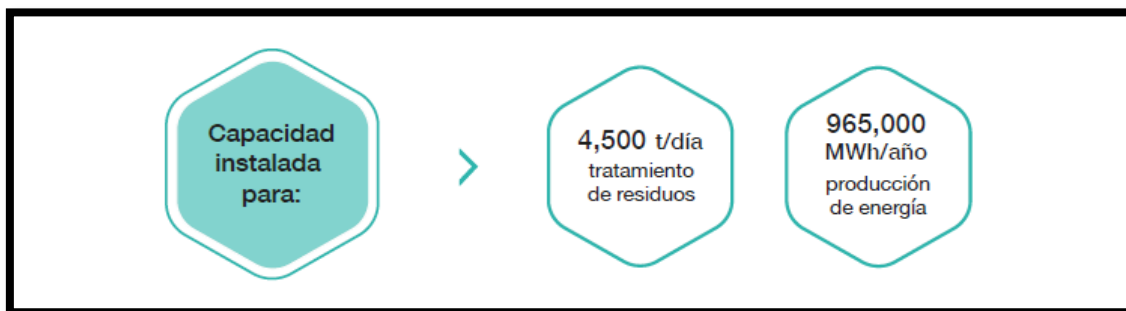 Capacidad
instalada
para:
4,500 t/día
tratamiento
de residuos
965,000
MWh/año
producción
de energía